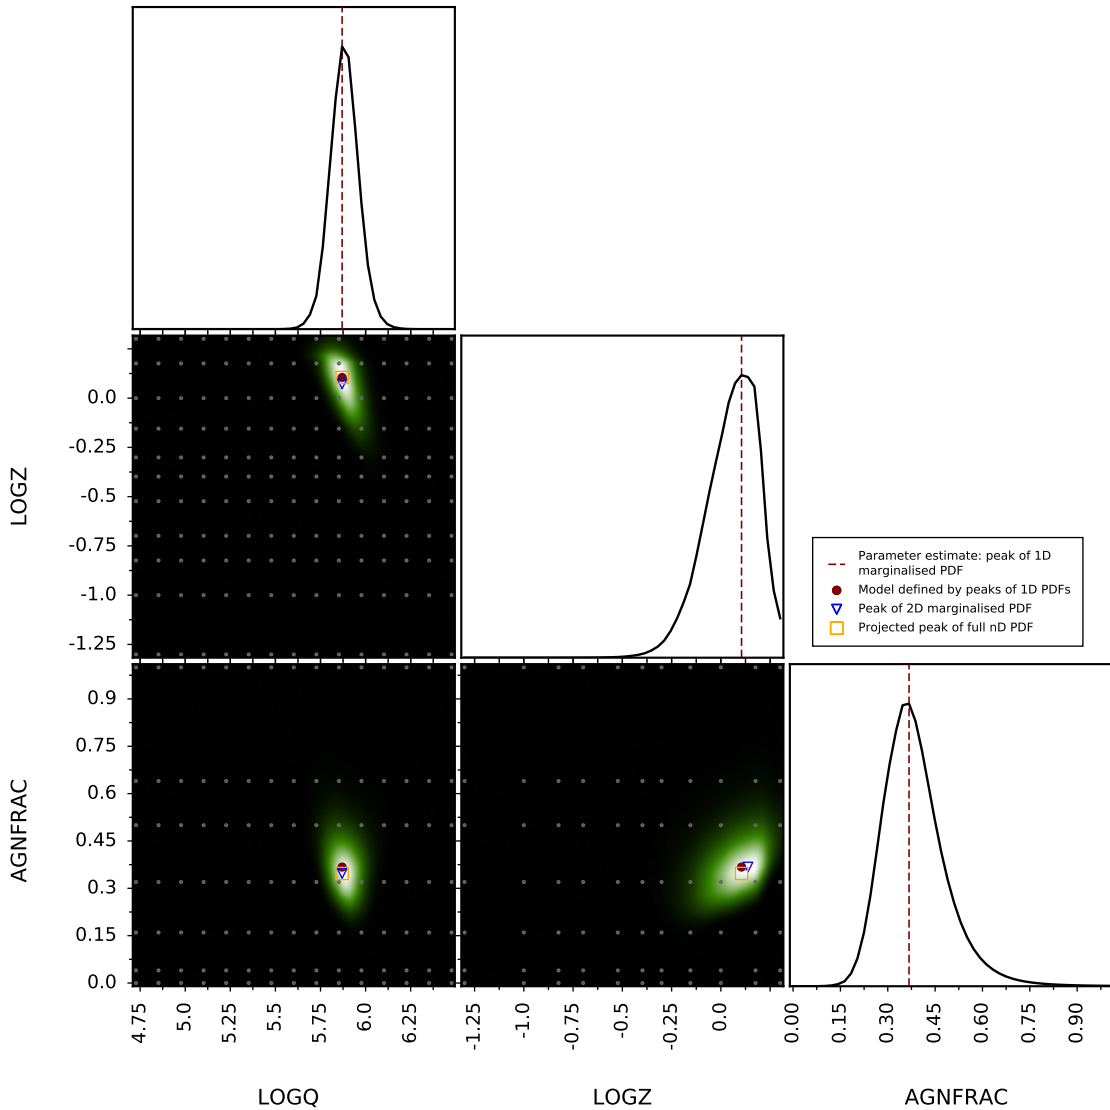 LOGZ
0.0
-0.25
-0.5
-0.75
-1.0
-1.25
Parameter estimate: peak of 1D
marginalised PDF
Model defined by peaks of 1D PDFs
Peak of 2D marginalised PDF
Projected peak of full nD PDF
AGNFRAC
0.9
0.75
0.6
0.45
0.3
0.15
0.0
4.75 5.0 5.25 5.5 5.75 6.0 6.25
-1.25 -1.0 -0.75 -0.5 -0.25 0.0
0.00 0.15 0.30 0.45 0.60 0.75 0.90
LOGQ LOGZ AGNFRAC